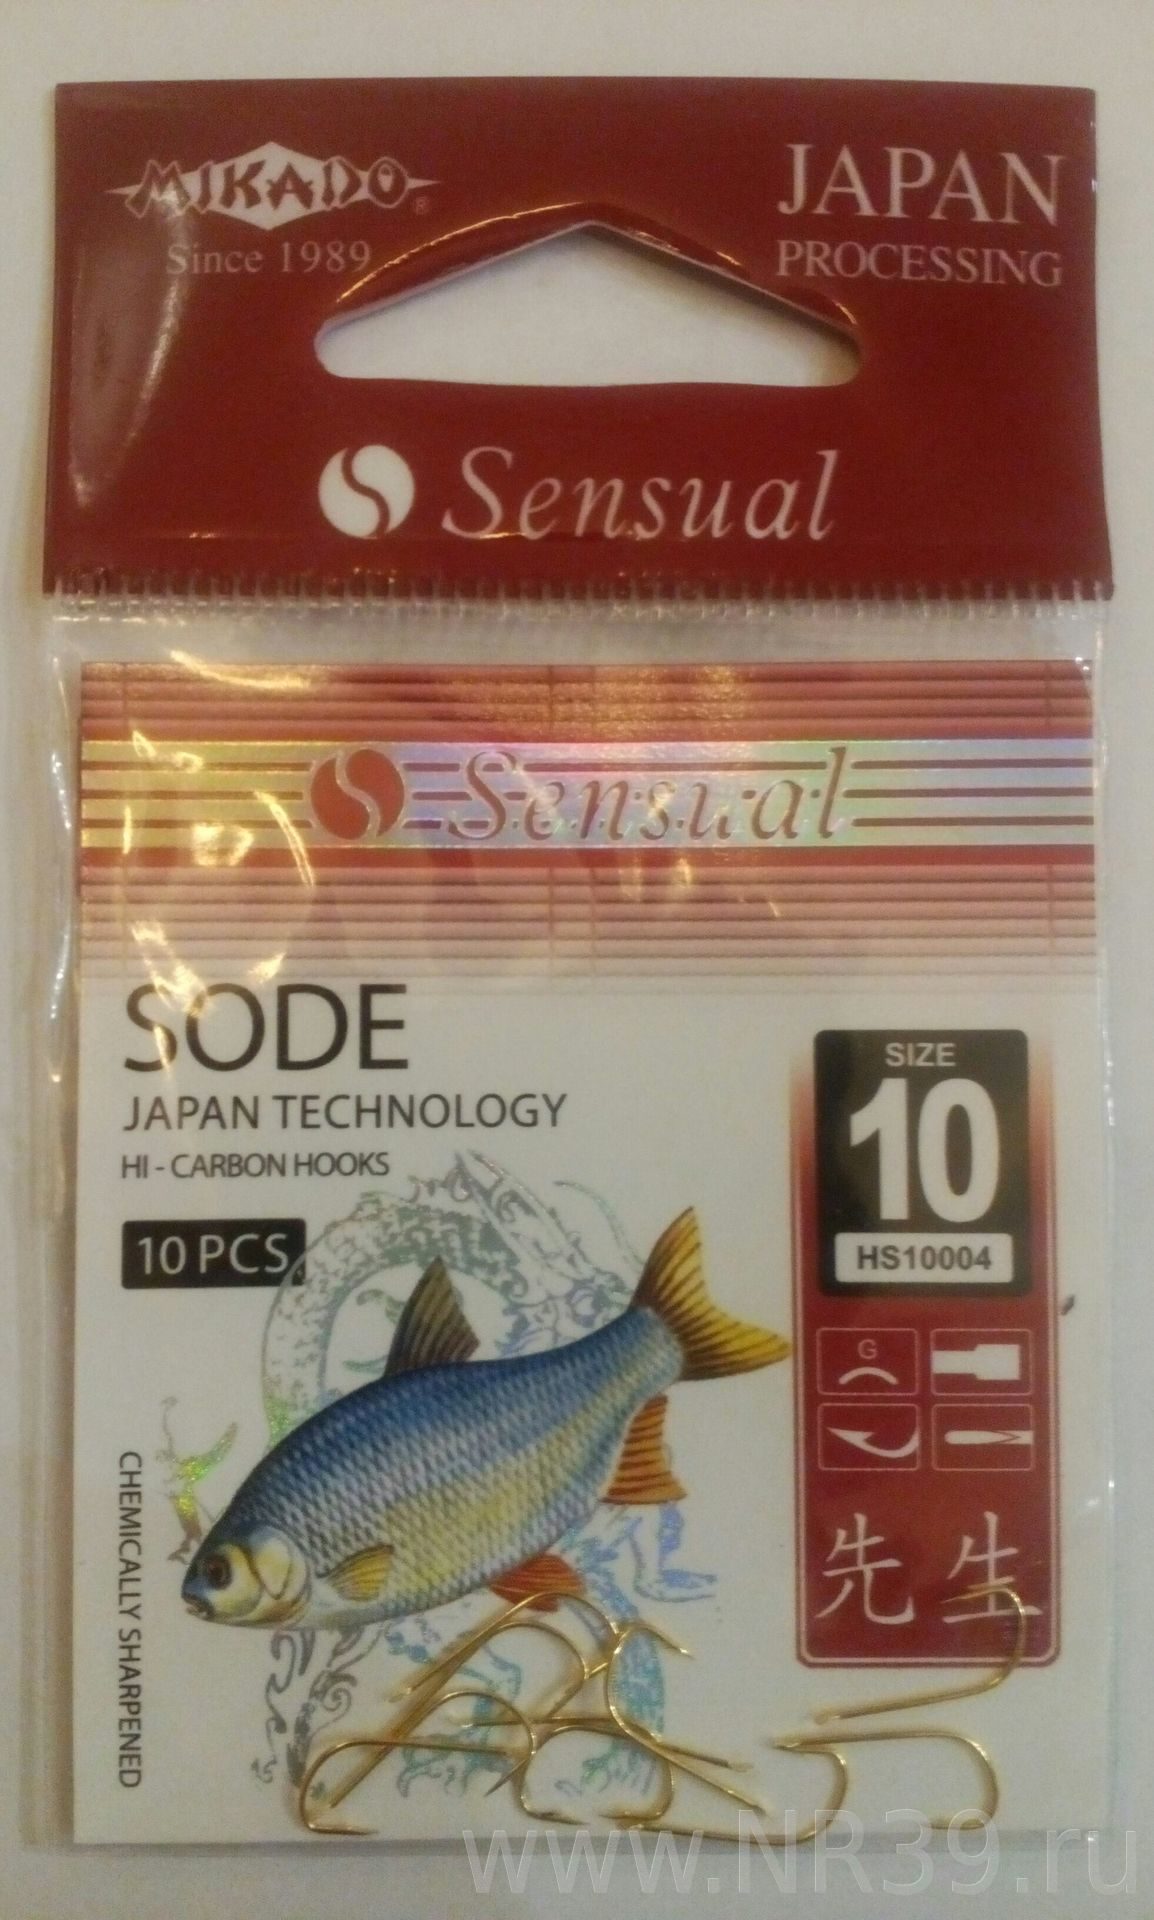 MIKADO®
Since 1989
JAPAN
PROCESSING
Sensual
Sensual
SODE
JAPAN TECHNOLOGY
HI - CARBON HOOKS
10 PCS
CHEMICALLY SHARPENED
SIZE
10
HS10004
G
先生
www.NR39.ru